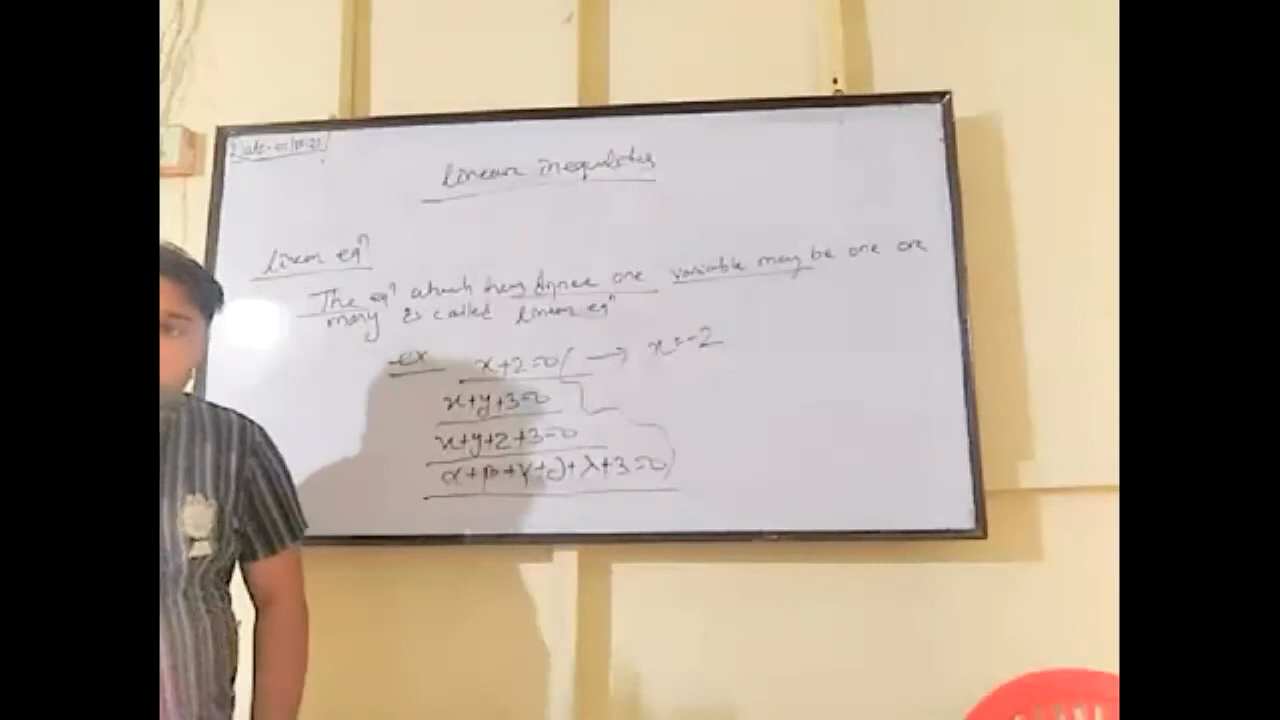 linear inequalities
linear eqⁿ
The eqⁿ which has degree one variable may be one or
many is called linear eqⁿ
ex x+2=0 → x=-2
x+y+3=0
x+y+z+3=0
α+β+γ+δ+λ+3=0